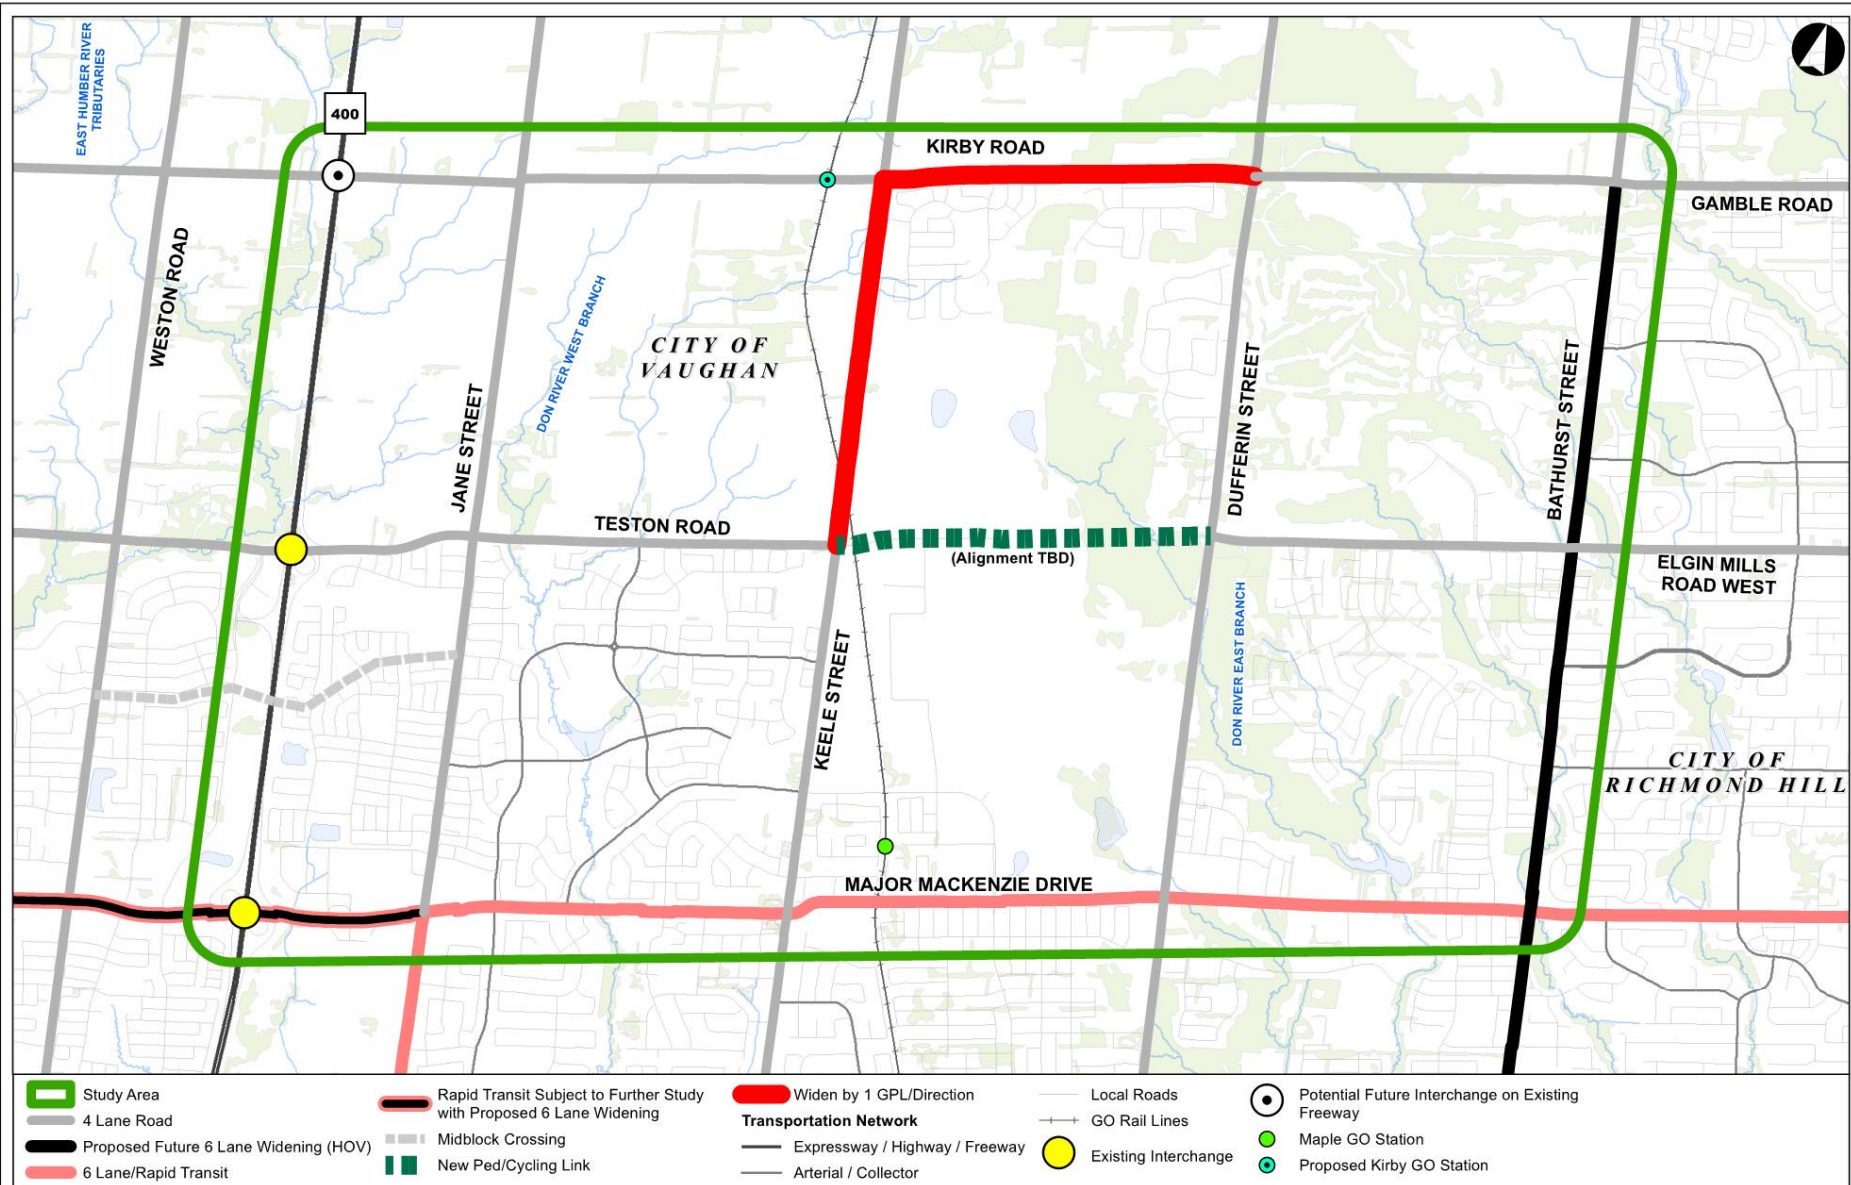 EAST HUMBER RIVER
TRIBUTARIES
400
KIRBY ROAD
GAMBLE ROAD
WESTON ROAD
DON RIVER WEST BRANCH
CITY OF
VAUGHAN
JANE STREET
DUFFERIN STREET
BATHURST STREET
TESTON ROAD
(Alignment TBD)
ELGIN MILLS
ROAD WEST
KEELE STREET
DON RIVER EAST BRANCH
CITY OF
RICHMOND HILL
MAJOR MACKENZIE DRIVE
Study Area
4 Lane Road
Proposed Future 6 Lane Widening (HOV)
6 Lane/Rapid Transit
Rapid Transit Subject to Further Study
with Proposed 6 Lane Widening
Midblock Crossing
New Ped/Cycling Link
Widen by 1 GPL/Direction
Transportation Network
Expressway / Highway / Freeway
Arterial / Collector
Local Roads
GO Rail Lines
Existing Interchange
Potential Future Interchange on Existing
Freeway
Maple GO Station
Proposed Kirby GO Station